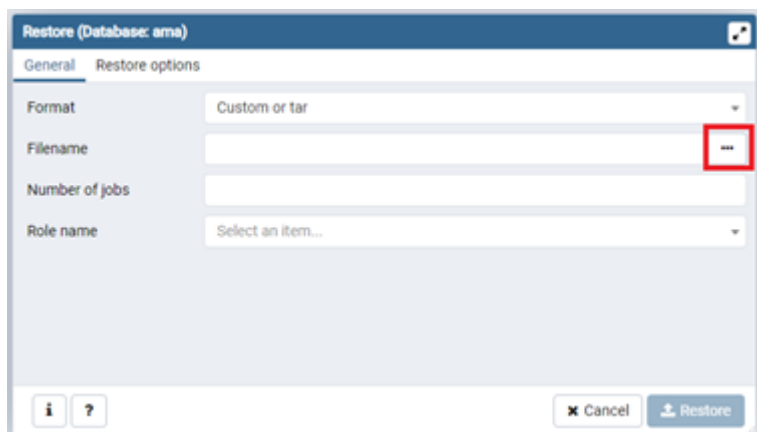 Restore (Database: ama)
General Restore options
Format Custom or tar
Filename ...
Number of jobs
Role name Select an item...
i ? Cancel Restore